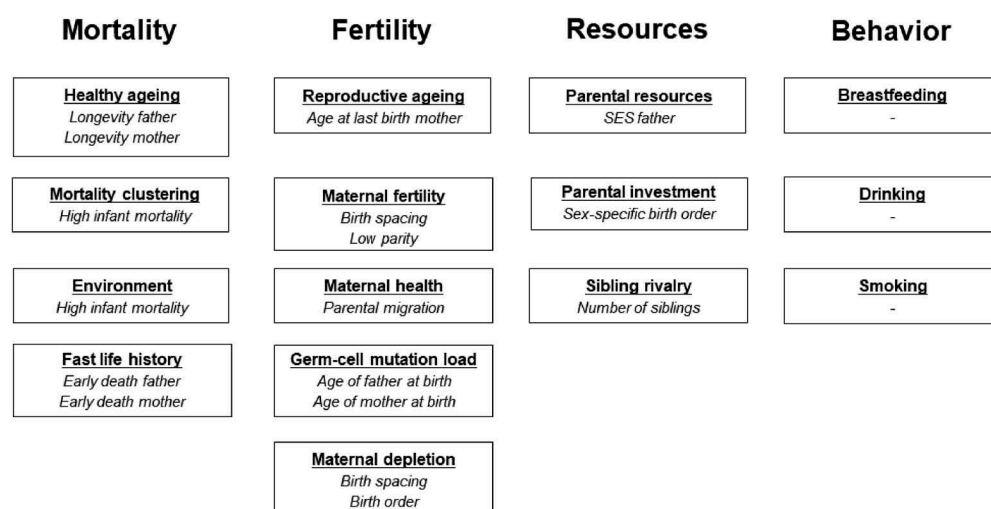 Mortality
Fertility
Resources
Behavior
Healthy ageing
Longevity father
Longevity mother
Reproductive ageing
Age at last birth mother
Parental resources
SES father
Breastfeeding
-
Mortality clustering
High infant mortality
Maternal fertility
Birth spacing
Low parity
Parental investment
Sex-specific birth order
Drinking
-
Environment
High infant mortality
Maternal health
Parental migration
Sibling rivalry
Number of siblings
Smoking
-
Fast life history
Early death father
Early death mother
Germ-cell mutation load
Age of father at birth
Age of mother at birth
Maternal depletion
Birth spacing
Birth order